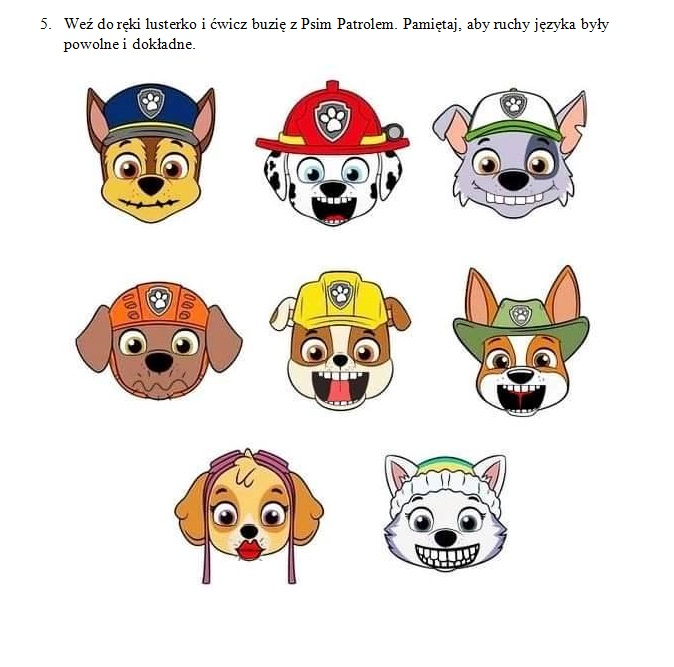 5. Weź do ręki lusterko i ćwicz buzię z Psim Patrolem. Pamiętaj, aby ruchy języka były
powolne i dokładne.